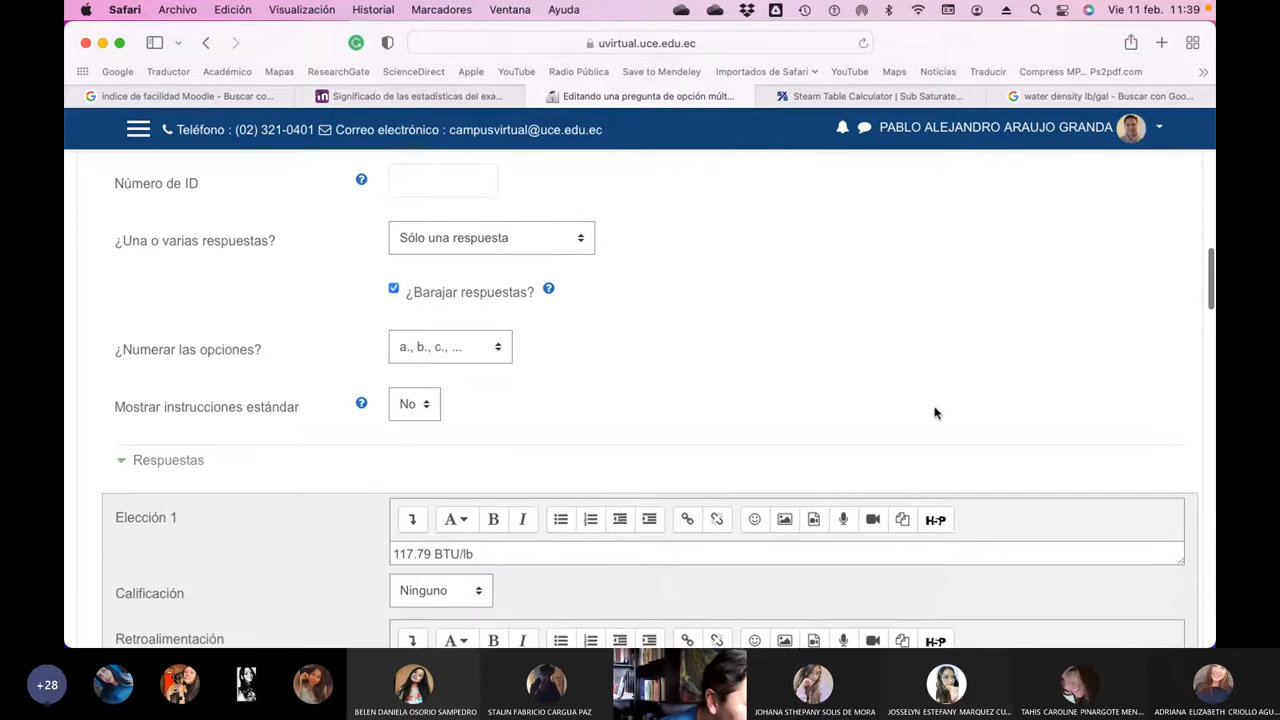 Safari Archivo Edición Visualización Historial Marcadores Ventana Ayuda Vie 11 feb. 11:39
uvirtual.uce.edu.ec
Google Traductor Académico Mapas ResearchGate ScienceDirect Apple YouTube Radio Pública Save to Mendeley Importados de Safari YouTube Maps Noticias Traducir Compress MP... Ps2pdf.com
indice de facilidad Moodle - Buscar co... Significado de las estadísticas del exa... Editando una pregunta de opción múlt... Steam Table Calculator | Sub Saturate... water density lb/gal - Buscar con Goo...
Teléfono : (02) 321-0401 Correo electrónico : campusvirtual@uce.edu.ec PABLO ALEJANDRO ARAUJO GRANDA
Número de ID
¿Una o varias respuestas? Sólo una respuesta
¿Barajar respuestas?
¿Numerar las opciones? a., b., c., ...
Mostrar instrucciones estándar No
Respuestas
Elección 1 A B I H-P
117.79 BTU/lb
Calificación Ninguno
Retroalimentación A B I H-P
+28 BELEN DANIELA OSORIO SAMPEDRO STALIN FABRICIO CARGUA PAZ JOHANA STHEPANY SOLIS DE MORA JOSSELYN ESTEFANY MARQUEZ CU... TAHIS CAROLINE PINARGOTE MEN... ADRIANA ELIZABETH CRIOLLO AGU...